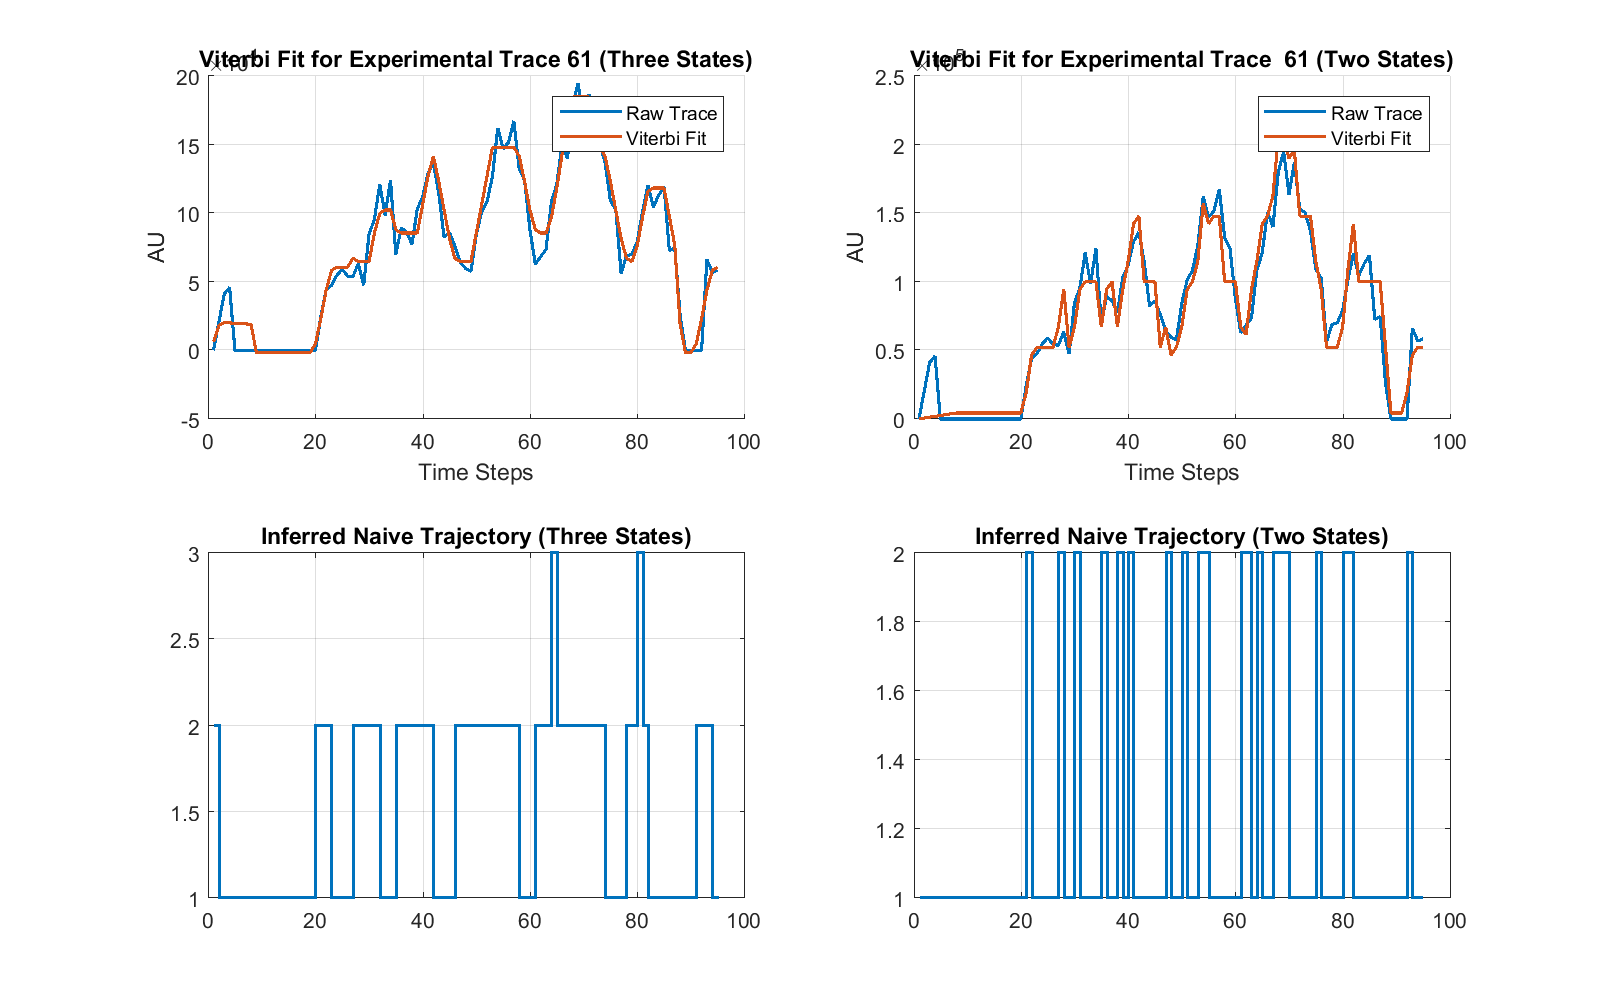 Viterbi Fit for Experimental Trace 61 (Three States)
20
15
10
5
0
-5
AU
Raw Trace
Viterbi Fit
0 20 40 60 80 100
Time Steps
Viterbi Fit for Experimental Trace  61 (Two States)
2.5
2
1.5
1
0.5
0
AU
Raw Trace
Viterbi Fit
0 20 40 60 80 100
Time Steps
Inferred Naive Trajectory (Three States)
3
2.5
2
1.5
1
0 20 40 60 80 100
Inferred Naive Trajectory (Two States)
2
1.8
1.6
1.4
1.2
1
0 20 40 60 80 100